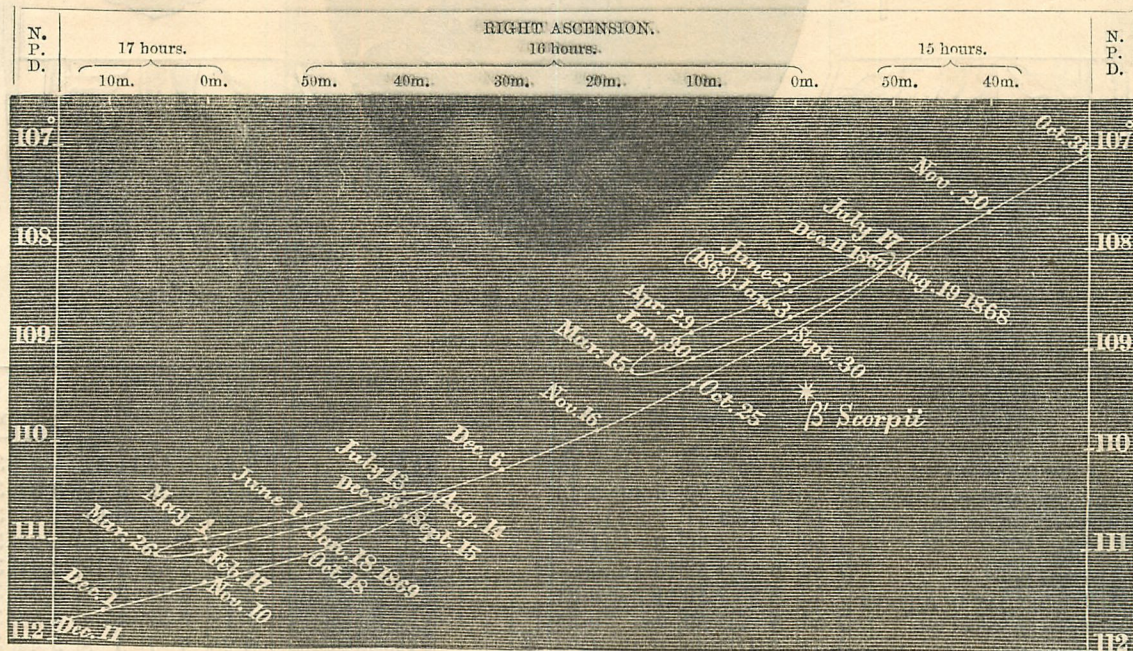 RIGHT ASCENSION.
N. P. D.
17 hours.
16 hours.
15 hours.
N. P. D.
10m.
0m.
50m.
40m.
30m.
20m.
10m.
0m.
50m.
40m.
107°
Oct. 31
107°
Nov. 20.
July 17
Dec. 11 1867
108
108
June 2
(1868) Jan. 3
Aug. 19 1868
Apr. 29
Jan. 30
Mar. 15
109
Sept. 30
109
Oct. 25
β' Scorpii
Nov. 16
110
Dec. 6
110
July 13
Dec. 26
Aug. 14
June 1
Sept. 15
May 4
Mar. 26
111
Jan. 18 1869
111
Oct. 18
Feb. 17
Nov. 10
Dec. 1
112
Dec. 11
112